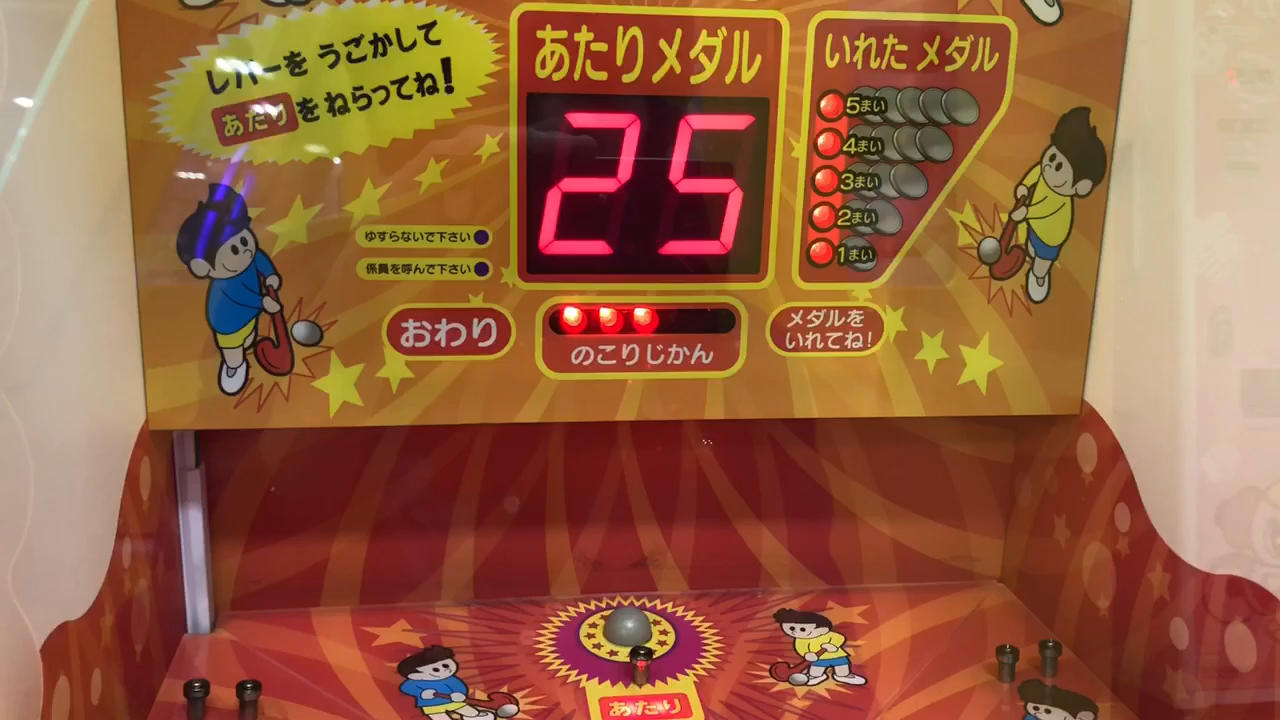 レバーを うごかして
あたりをねらってね!
あたりメダル
25
いれた メダル
5まい
4まい
3まい
2まい
1まい
ゆすらないで下さい
係員を呼んで下さい
おわり
のこりじかん
メダルを
いれてね!
あたり